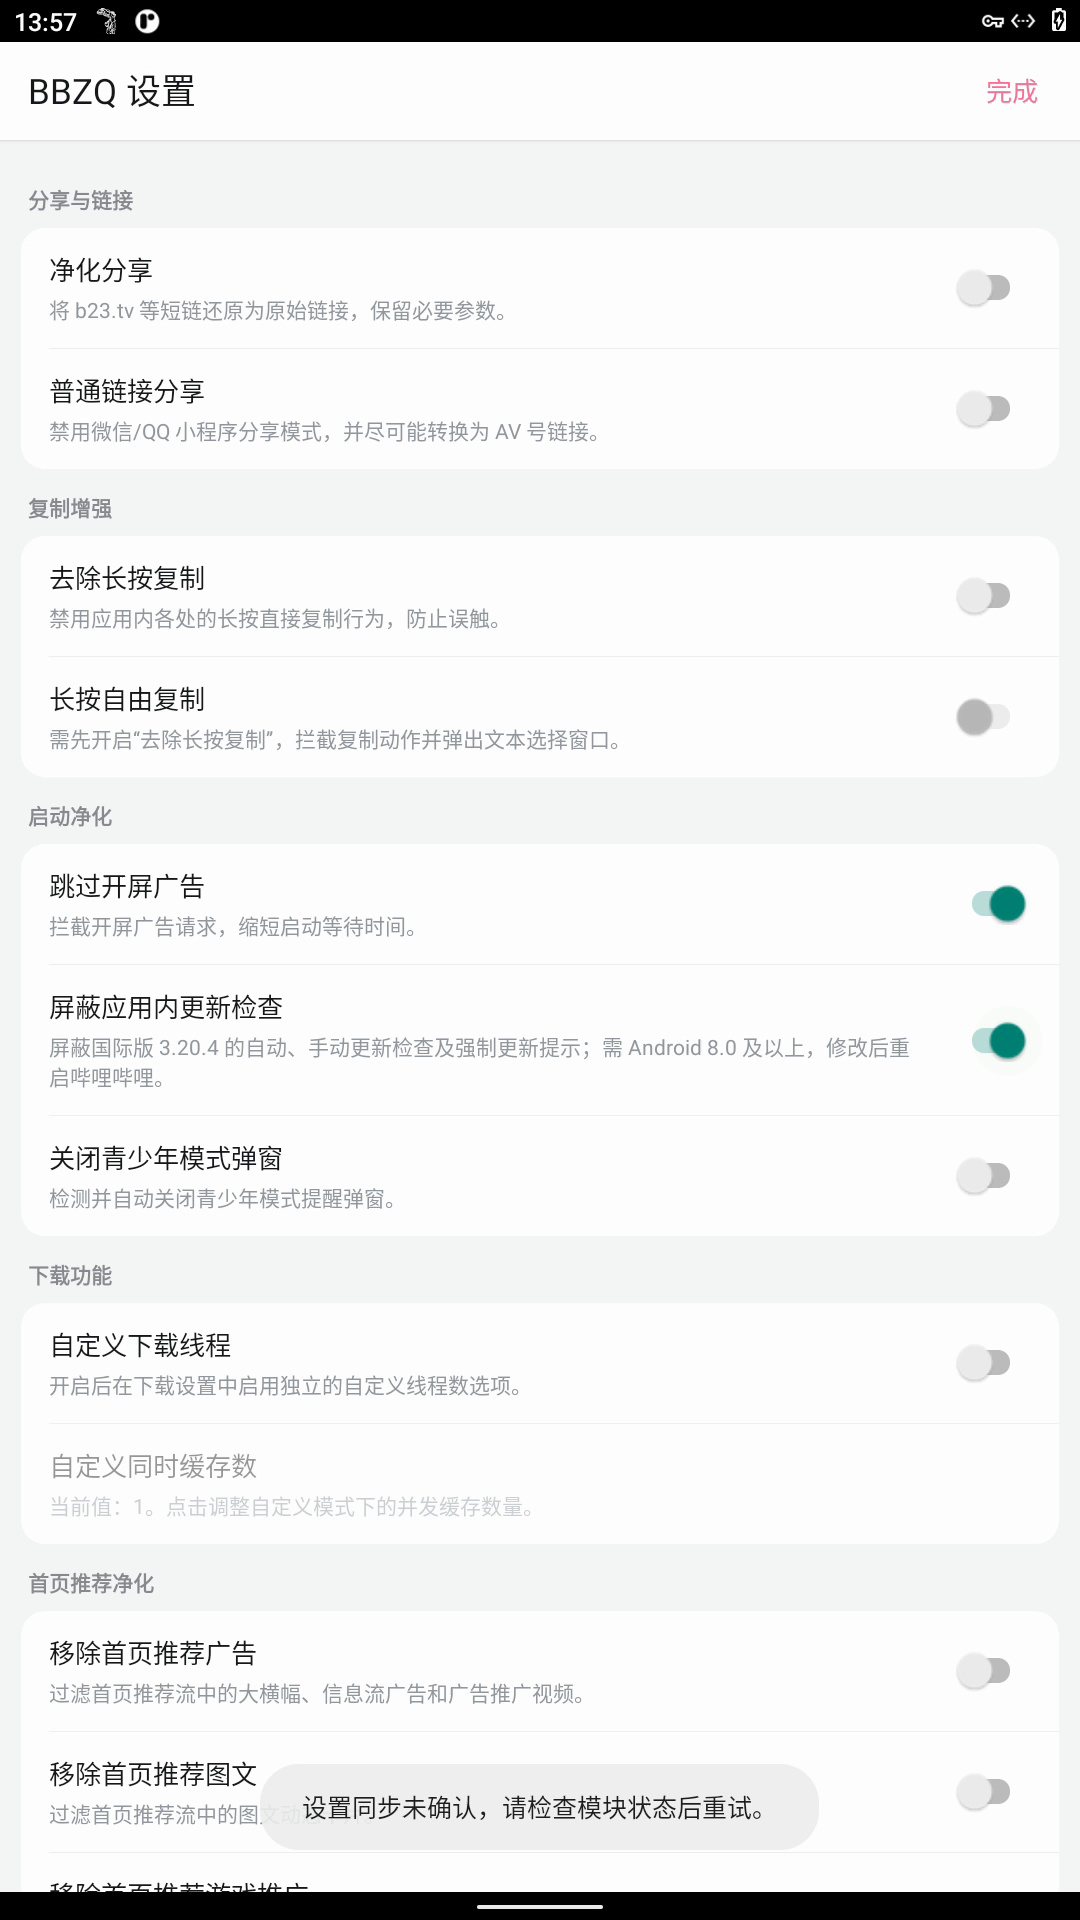 13:57
BBZQ 设置
完成
分享与链接
净化分享
将 b23.tv 等短链还原为原始链接，保留必要参数。
普通链接分享
禁用微信/QQ 小程序分享模式，并尽可能转换为 AV 号链接。
复制增强
去除长按复制
禁用应用内各处的长按直接复制行为，防止误触。
长按自由复制
需先开启“去除长按复制”，拦截复制动作并弹出文本选择窗口。
启动净化
跳过开屏广告
拦截开屏广告请求，缩短启动等待时间。
屏蔽应用内更新检查
屏蔽国际版 3.20.4 的自动、手动更新检查及强制更新提示；需 Android 8.0 及以上，修改后重
启哔哩哔哩。
关闭青少年模式弹窗
检测并自动关闭青少年模式提醒弹窗。
下载功能
自定义下载线程
开启后在下载设置中启用独立的自定义线程数选项。
自定义同时缓存数
当前值：1。点击调整自定义模式下的并发缓存数量。
首页推荐净化
移除首页推荐广告
过滤首页推荐流中的大横幅、信息流广告和广告推广视频。
移除首页推荐图文
过滤首页推荐流中的图文动
设置同步未确认，请检查模块状态后重试。
移除首页推荐游戏推广